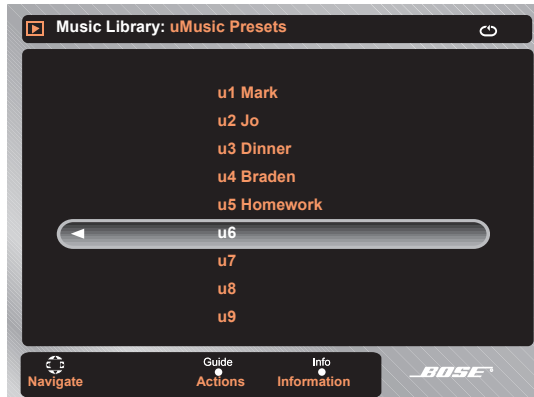 Music Library: uMusic Presets
u1 Mark
u2 Jo
u3 Dinner
u4 Braden
u5 Homework
u6
u7
u8
u9
Guide Info
Navigate Actions Information
BOSE